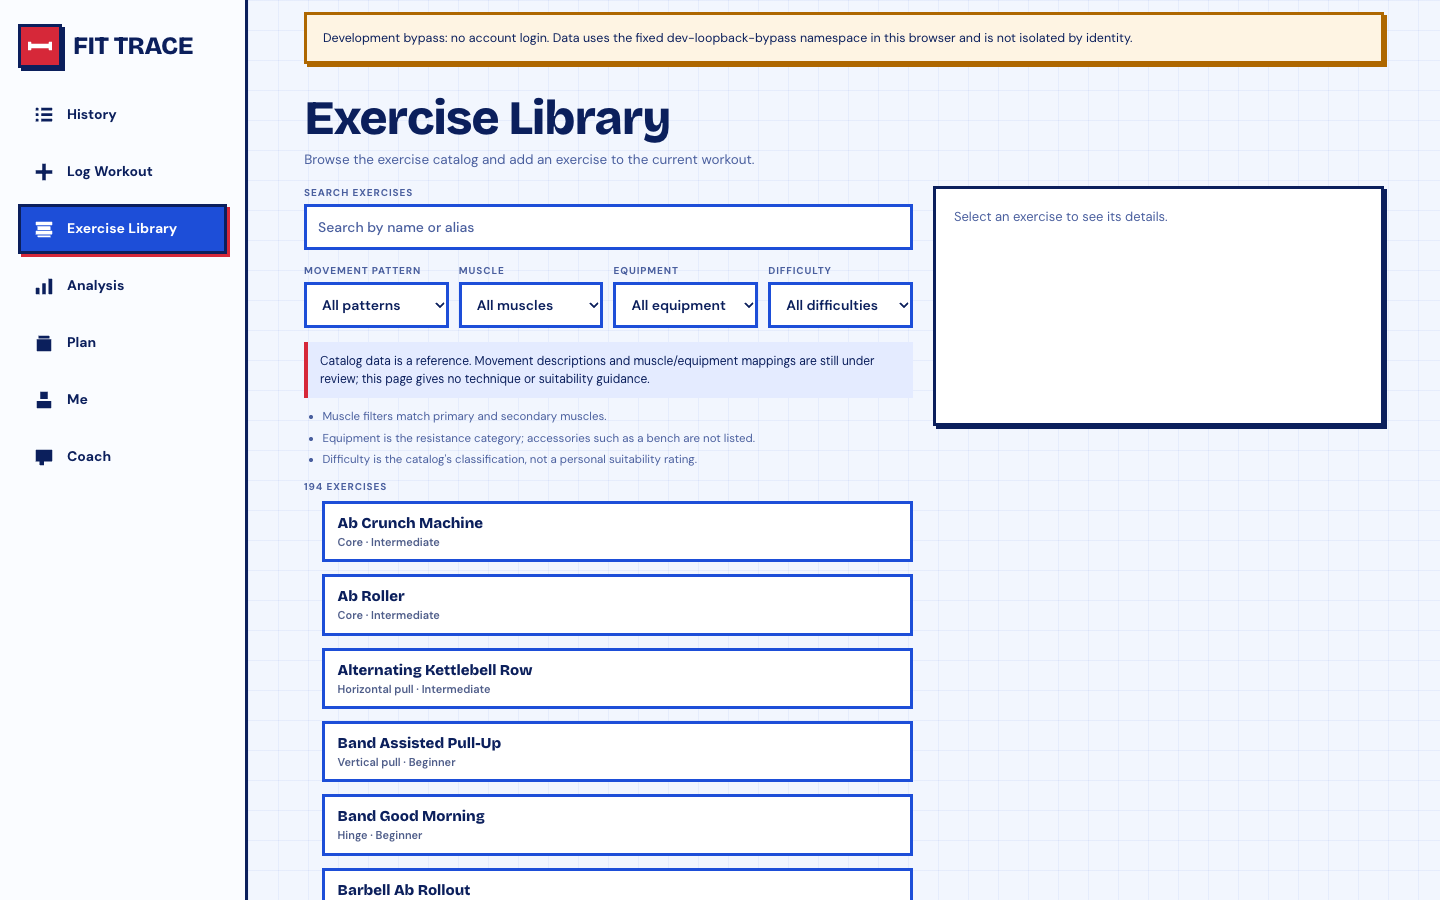 FIT TRACE
History
Log Workout
Exercise Library
Analysis
Plan
Me
Coach
Development bypass: no account login. Data uses the fixed dev-loopback-bypass namespace in this browser and is not isolated by identity.
Exercise Library
Browse the exercise catalog and add an exercise to the current workout.
SEARCH EXERCISES
Search by name or alias
MOVEMENT PATTERN MUSCLE EQUIPMENT DIFFICULTY
All patterns All muscles All equipment All difficulties
Catalog data is a reference. Movement descriptions and muscle/equipment mappings are still under
review; this page gives no technique or suitability guidance.
• Muscle filters match primary and secondary muscles.
• Equipment is the resistance category; accessories such as a bench are not listed.
• Difficulty is the catalog's classification, not a personal suitability rating.
194 EXERCISES
Ab Crunch Machine
Core · Intermediate
Ab Roller
Core · Intermediate
Alternating Kettlebell Row
Horizontal pull · Intermediate
Band Assisted Pull-Up
Vertical pull · Beginner
Band Good Morning
Hinge · Beginner
Barbell Ab Rollout
Select an exercise to see its details.